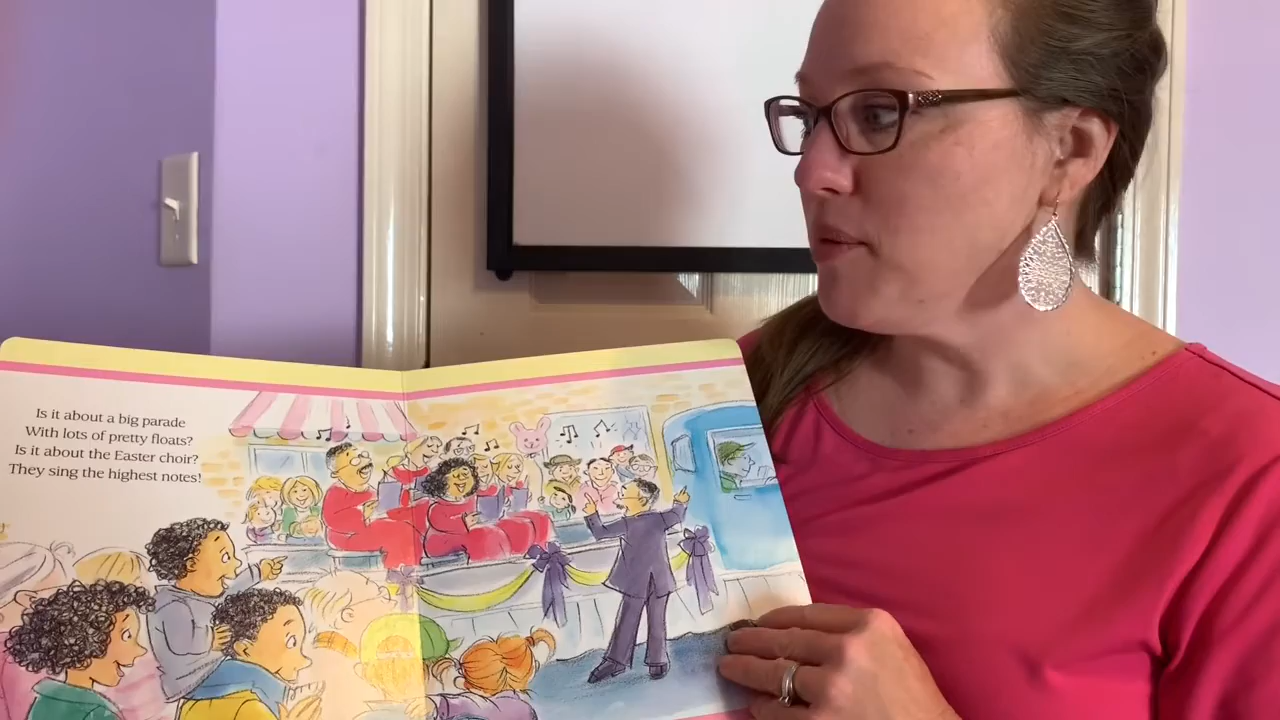 Is it about a big parade
With lots of pretty floats?
Is it about the Easter choir?
They sing the highest notes!